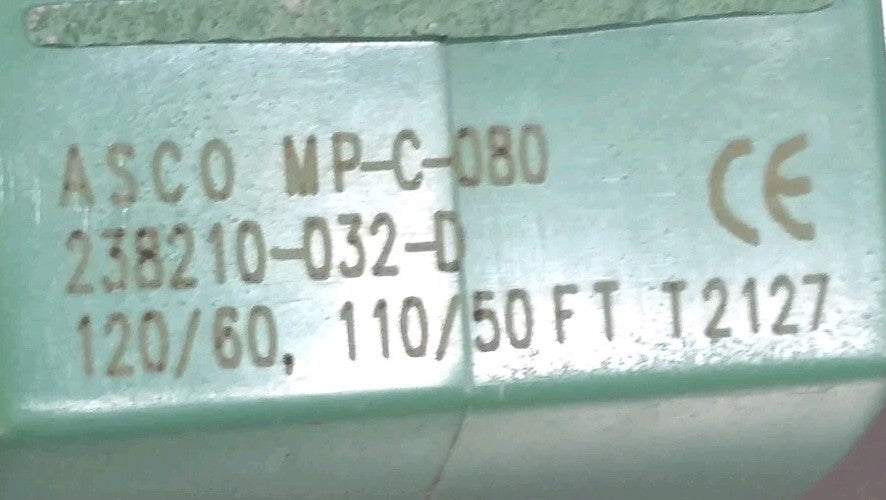 ASCO MP-C-080 CE
238210-032-D
120/60, 110/50 FT T2127